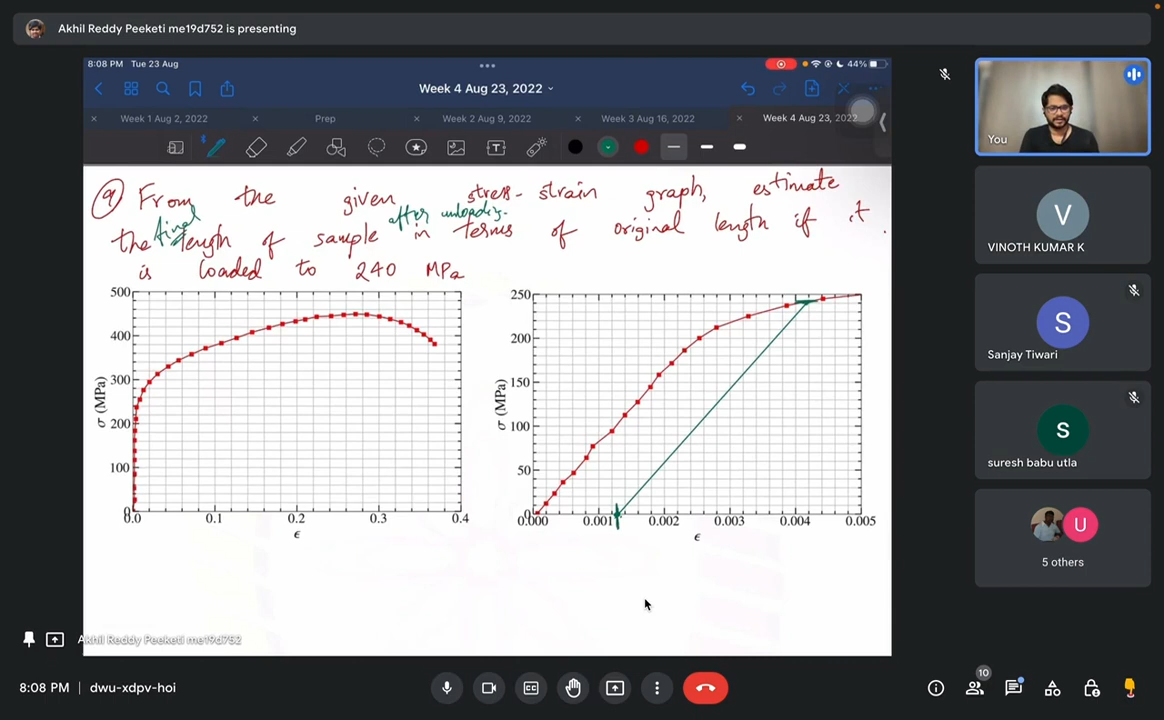 Akhil Reddy Peeketi me19d752 is presenting
8:08 PM Tue 23 Aug
44%
Week 4 Aug 23, 2022
Week 1 Aug 2, 2022
Prep
Week 2 Aug 9, 2022
Week 3 Aug 16, 2022
Week 4 Aug 23, 2022
T
9 From the given stress-strain graph, estimate
final after unloading
the length of sample in terms of original length if it
is loaded to 240 MPa
500
400
300
200
100
0
σ (MPa)
0.0 0.1 0.2 0.3 0.4
ϵ
250
200
150
100
50
0
σ (MPa)
0.000 0.001 0.002 0.003 0.004 0.005
ϵ
You
V
VINOTH KUMAR K
S
Sanjay Tiwari
S
suresh babu utla
U
5 others
Akhil Reddy Peeketi me19d752
8:08 PM | dwu-xdpv-hoi
10